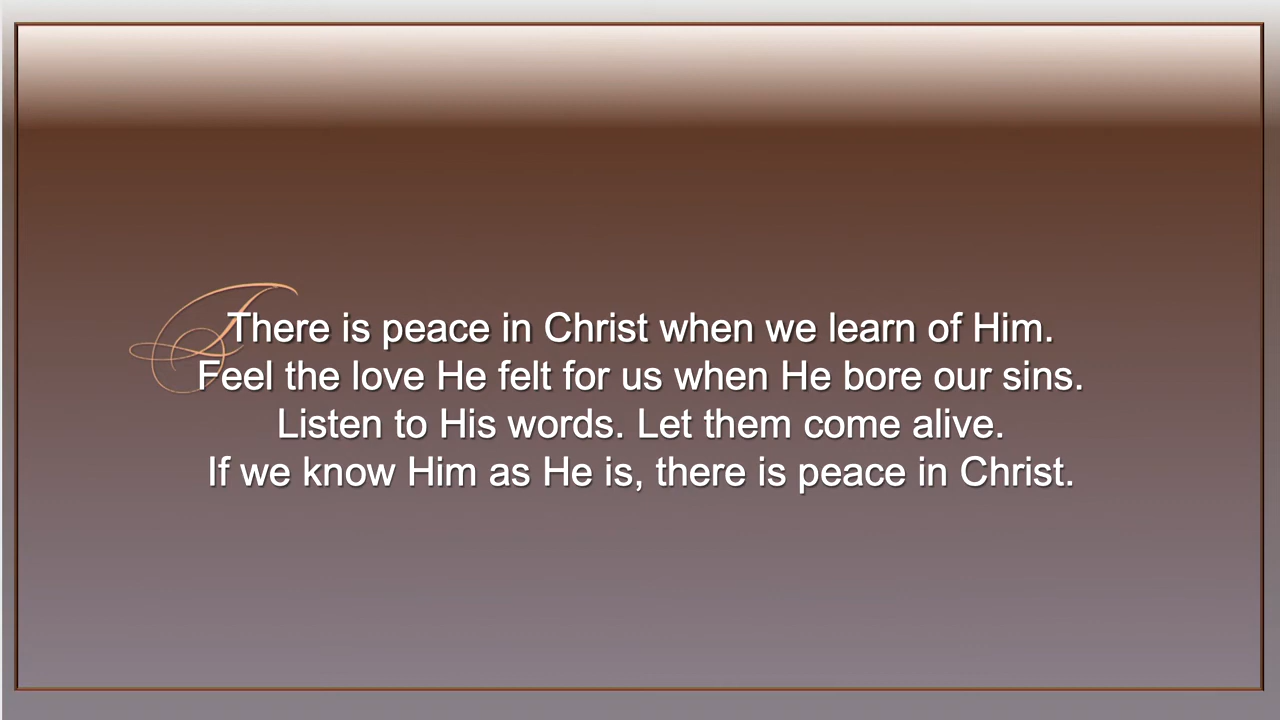 There is peace in Christ when we learn of Him.
Feel the love He felt for us when He bore our sins.
Listen to His words. Let them come alive.
If we know Him as He is, there is peace in Christ.